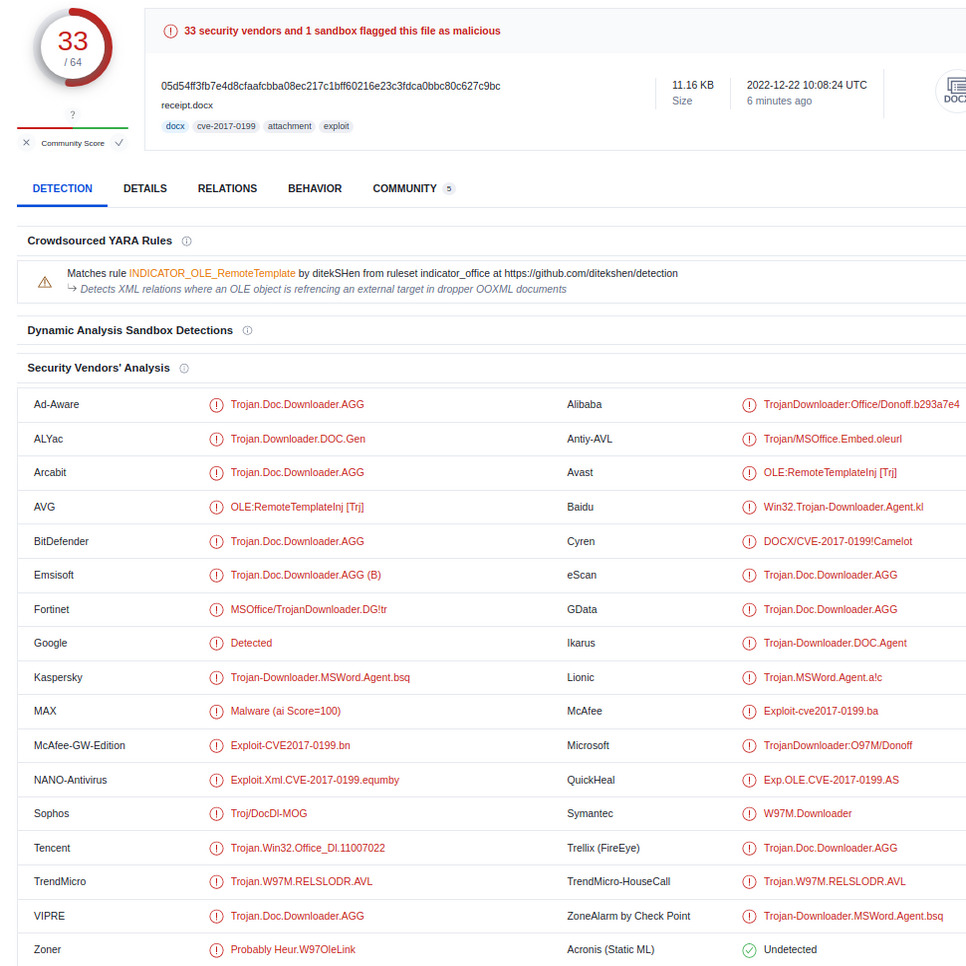 33
/ 64
?
Community Score
33 security vendors and 1 sandbox flagged this file as malicious
05d54ff3fb7e4d8cfaafcbba08ec217c1bff60216e23c3fdca0bbc80c627c9bc
receipt.docx
docx cve-2017-0199 attachment exploit
11.16 KB
Size
2022-12-22 10:08:24 UTC
6 minutes ago
DOCX
DETECTION DETAILS RELATIONS BEHAVIOR COMMUNITY 5
Crowdsourced YARA Rules
Matches rule INDICATOR_OLE_RemoteTemplate by ditekSHen from ruleset indicator_office at https://github.com/ditekshen/detection
Detects XML relations where an OLE object is refrencing an external target in dropper OOXML documents
Dynamic Analysis Sandbox Detections
Security Vendors' Analysis
Ad-Aware Trojan.Doc.Downloader.AGG Alibaba TrojanDownloader:Office/Donoff.b293a7e4
ALYac Trojan.Downloader.DOC.Gen Antiy-AVL Trojan/MSOffice.Embed.oleurl
Arcabit Trojan.Doc.Downloader.AGG Avast OLE:RemoteTemplateInj [Trj]
AVG OLE:RemoteTemplateInj [Trj] Baidu Win32.Trojan-Downloader.Agent.kl
BitDefender Trojan.Doc.Downloader.AGG Cyren DOCX/CVE-2017-0199!Camelot
Emsisoft Trojan.Doc.Downloader.AGG (B) eScan Trojan.Doc.Downloader.AGG
Fortinet MSOffice/TrojanDownloader.DG!tr GData Trojan.Doc.Downloader.AGG
Google Detected Ikarus Trojan-Downloader.DOC.Agent
Kaspersky Trojan-Downloader.MSWord.Agent.bsq Lionic Trojan.MSWord.Agent.a!c
MAX Malware (ai Score=100) McAfee Exploit-cve2017-0199.ba
McAfee-GW-Edition Exploit-CVE2017-0199.bn Microsoft TrojanDownloader:O97M/Donoff
NANO-Antivirus Exploit.Xml.CVE-2017-0199.equmby QuickHeal Exp.OLE.CVE-2017-0199.AS
Sophos Troj/DocDl-MOG Symantec W97M.Downloader
Tencent Trojan.Win32.Office_Dl.11007022 Trellix (FireEye) Trojan.Doc.Downloader.AGG
TrendMicro Trojan.W97M.RELSLODR.AVL TrendMicro-HouseCall Trojan.W97M.RELSLODR.AVL
VIPRE Trojan.Doc.Downloader.AGG ZoneAlarm by Check Point Trojan-Downloader.MSWord.Agent.bsq
Zoner Probably Heur.W97OleLink Acronis (Static ML) Undetected